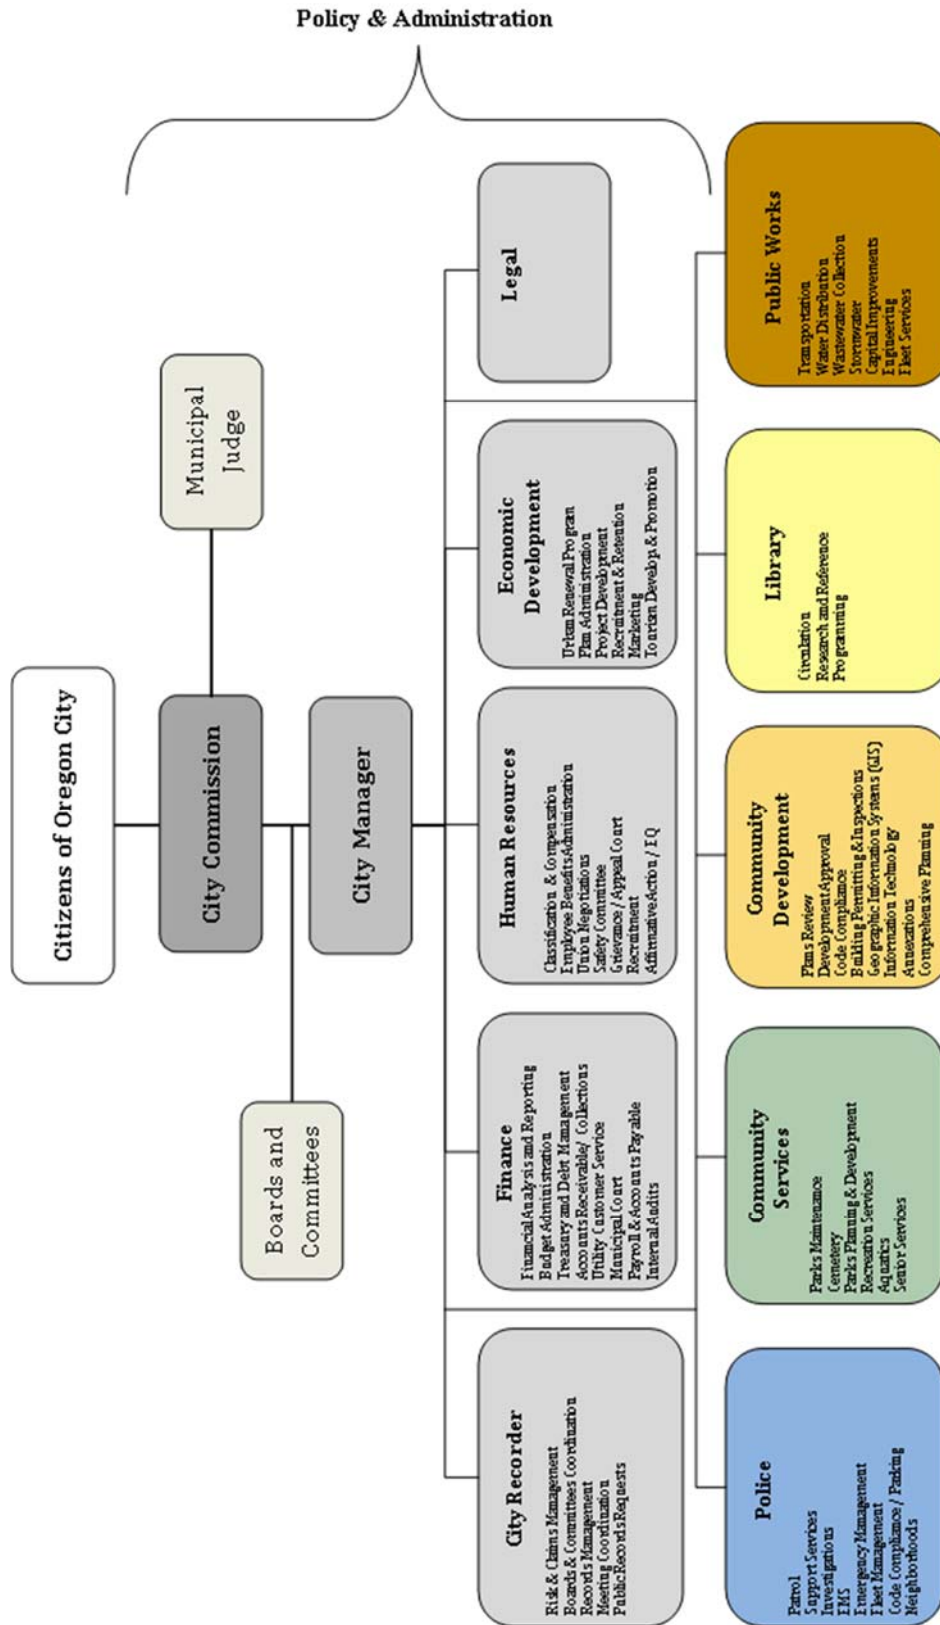 Policy & Administration
Citizens of Oregon City
City Commission
Municipal
Judge
Boards and
Committees
City Manager
City Recorder
Risk & Claims Management
Boards & Committees Coordination
Records Management
Meeting Coordination
Public Records Requests
Finance
Financial Analysis and Reporting
Budget Administration
Treasury and Debt Management
Accounts Receivable/ Collections
Utility Customer Service
Municipal Court
Payroll & Accounts Payable
Internal Audits
Human Resources
Classification & Compensation
Employee Benefits Administration
Union Negotiations
Safety Committee
Grievance / Appeal Court
Recruitment
Affirmative Action /
Economic
Development
Urban Renewal Program
Plan Administration
Project Development
Recruitment & Retention
Marketing
Tourism Develop. & Promotion
Legal
Police
Patrol
Support Services
Investigations
EMS
Emergency Management
Fleet Management
Code Compliance / Parking
Neighborhoods
Community
Services
Parks Maintenance
Cemetery
Parks Planning & Development
Recreation Services
Aquatics
Senior Services
Community
Development
Plans Review
Development Approval
Code Compliance
Building Permitting & Inspections
Geographic Information Systems (GIS)
Information Technology
Annexations
Comprehensive Planning
Library
Circulation
Research and Reference
Programming
Public Works
Transportation
Water Distribution
Wastewater Collection
Stormwater
Capital Improvements
Engineering
Fleet Services